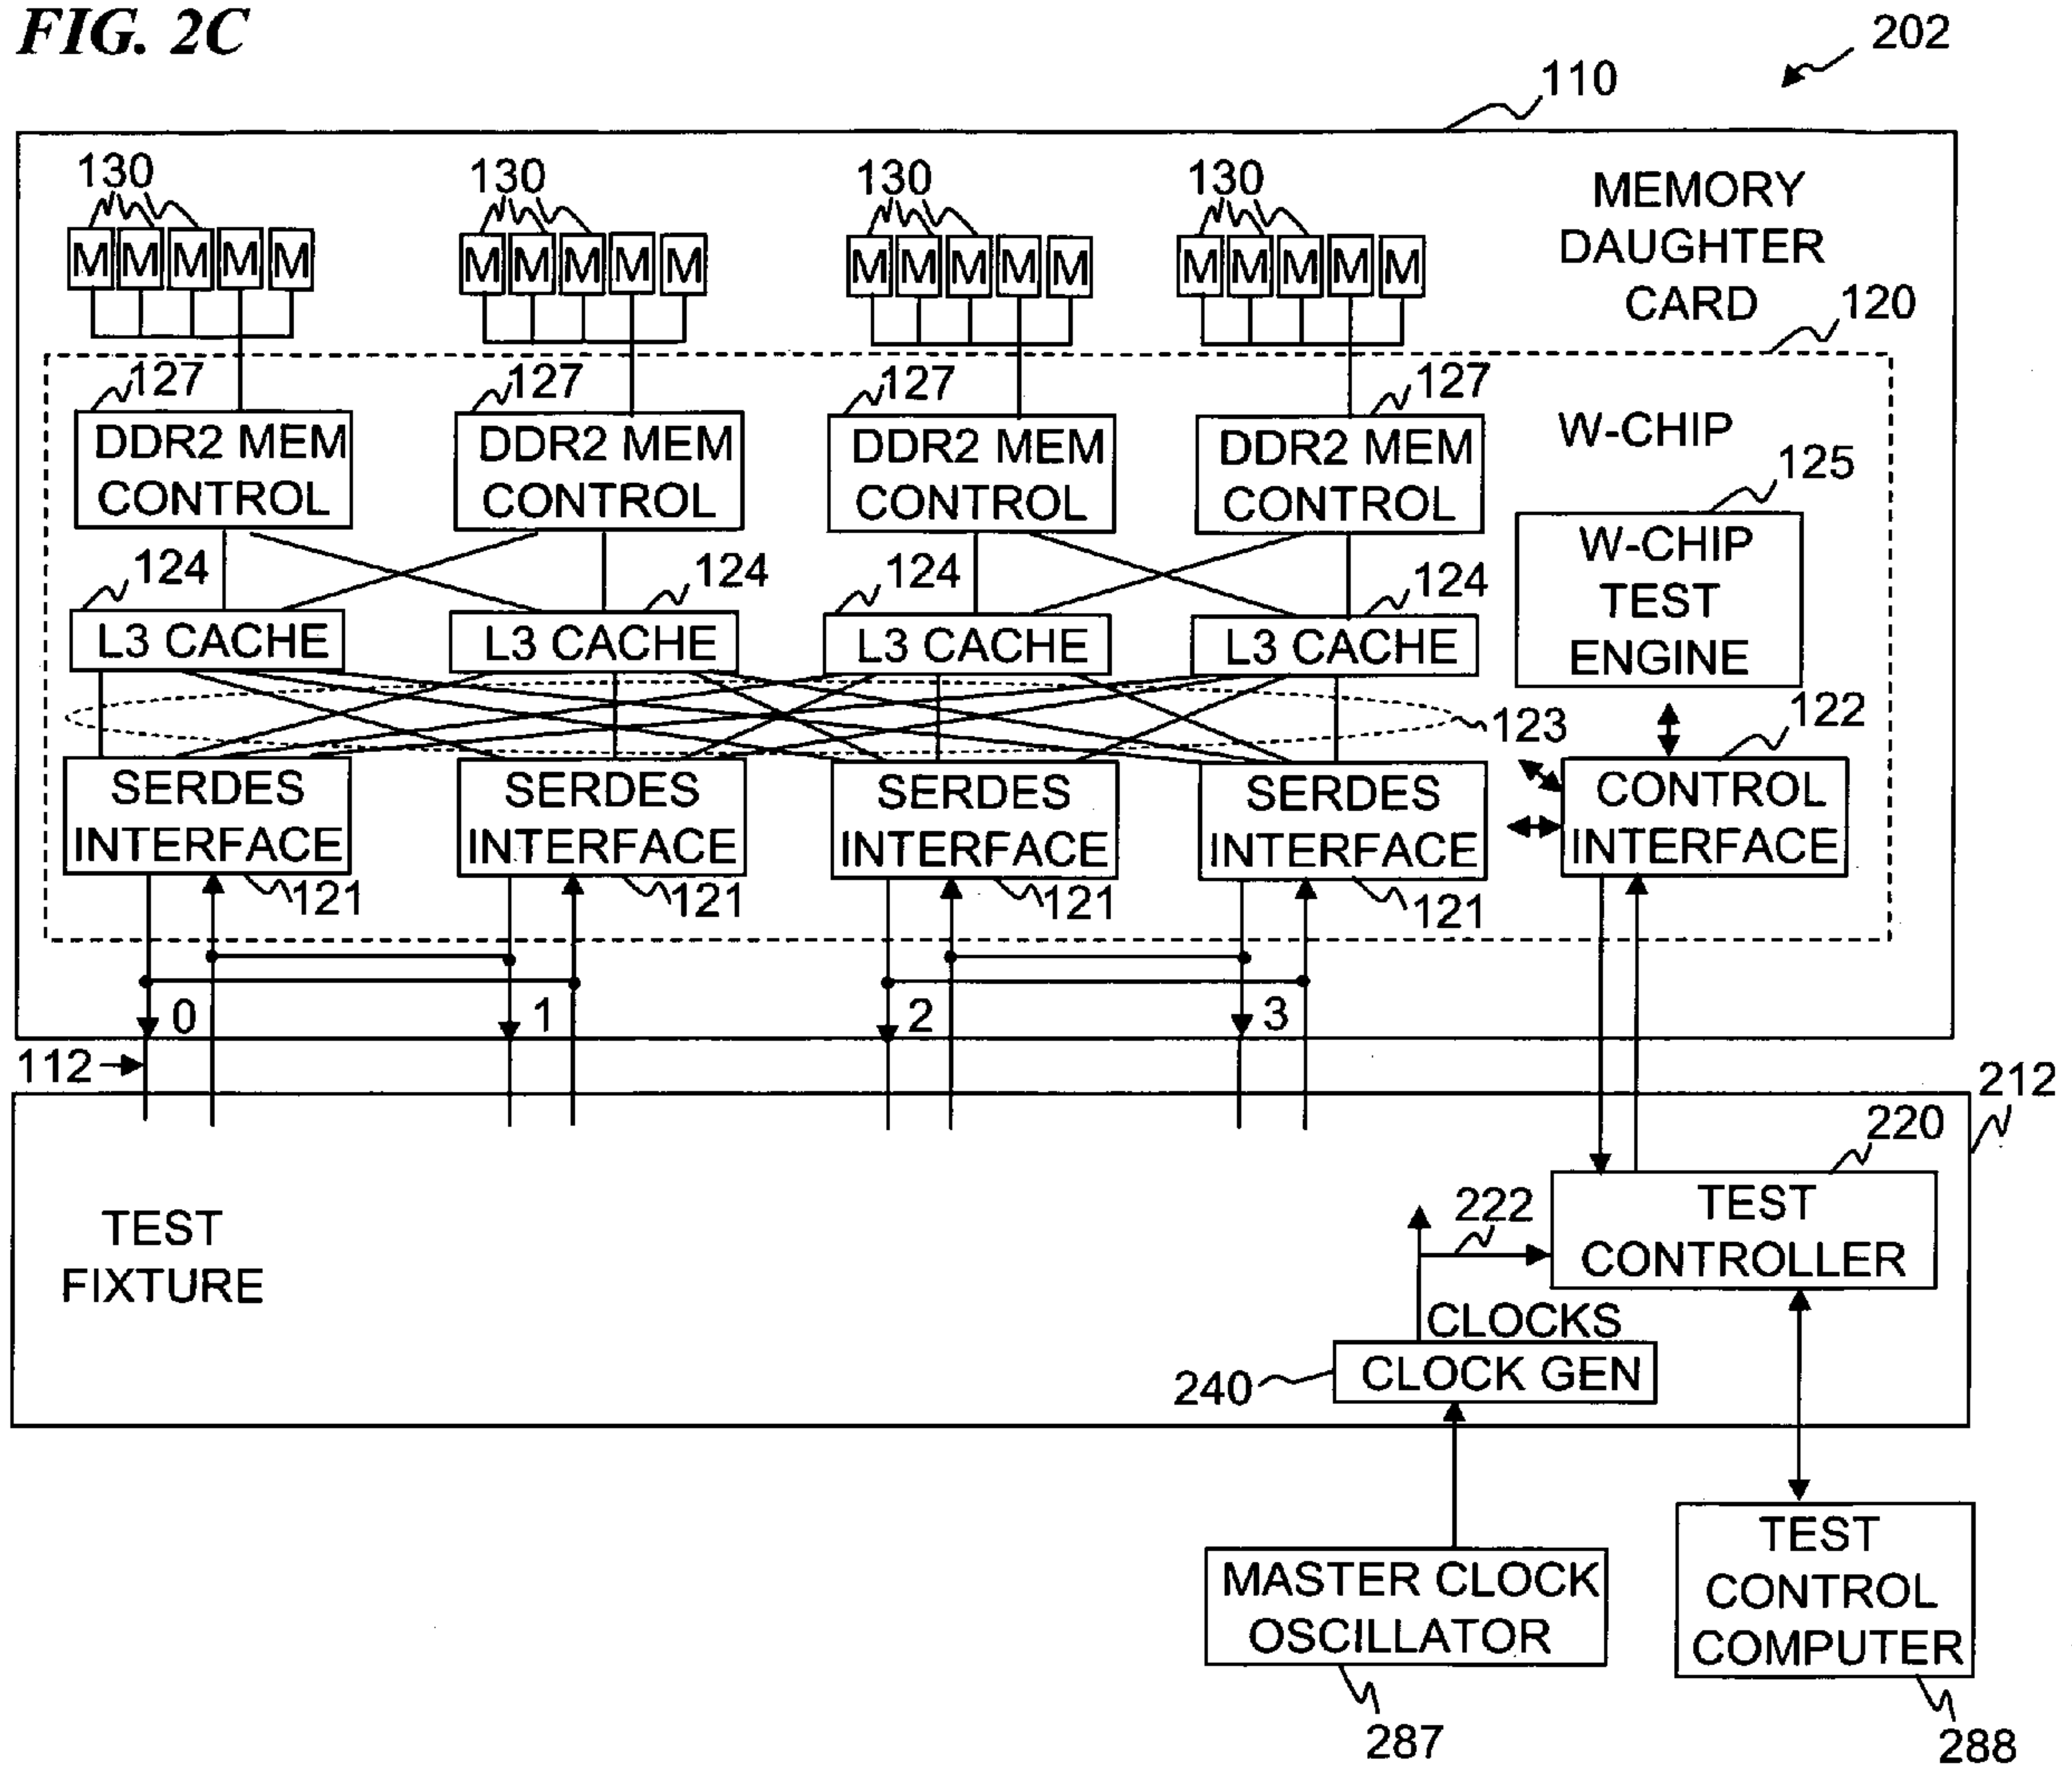 FIG. 2C
202
110
130 130 130 130
MEMORY
DAUGHTER
CARD
M M M M M M M M M M M M M M M M M M M M
120
127 127 127 127
W-CHIP
DDR2 MEM
CONTROL
DDR2 MEM
CONTROL
DDR2 MEM
CONTROL
DDR2 MEM
CONTROL
125
W-CHIP
TEST
ENGINE
124 124 124 124
L3 CACHE L3 CACHE L3 CACHE L3 CACHE
123
122
SERDES
INTERFACE
SERDES
INTERFACE
SERDES
INTERFACE
SERDES
INTERFACE
CONTROL
INTERFACE
121 121 121 121
0 1 2 3
112
212
220
TEST
FIXTURE
222
TEST
CONTROLLER
CLOCKS
240
CLOCK GEN
MASTER CLOCK
OSCILLATOR
TEST
CONTROL
COMPUTER
287
288